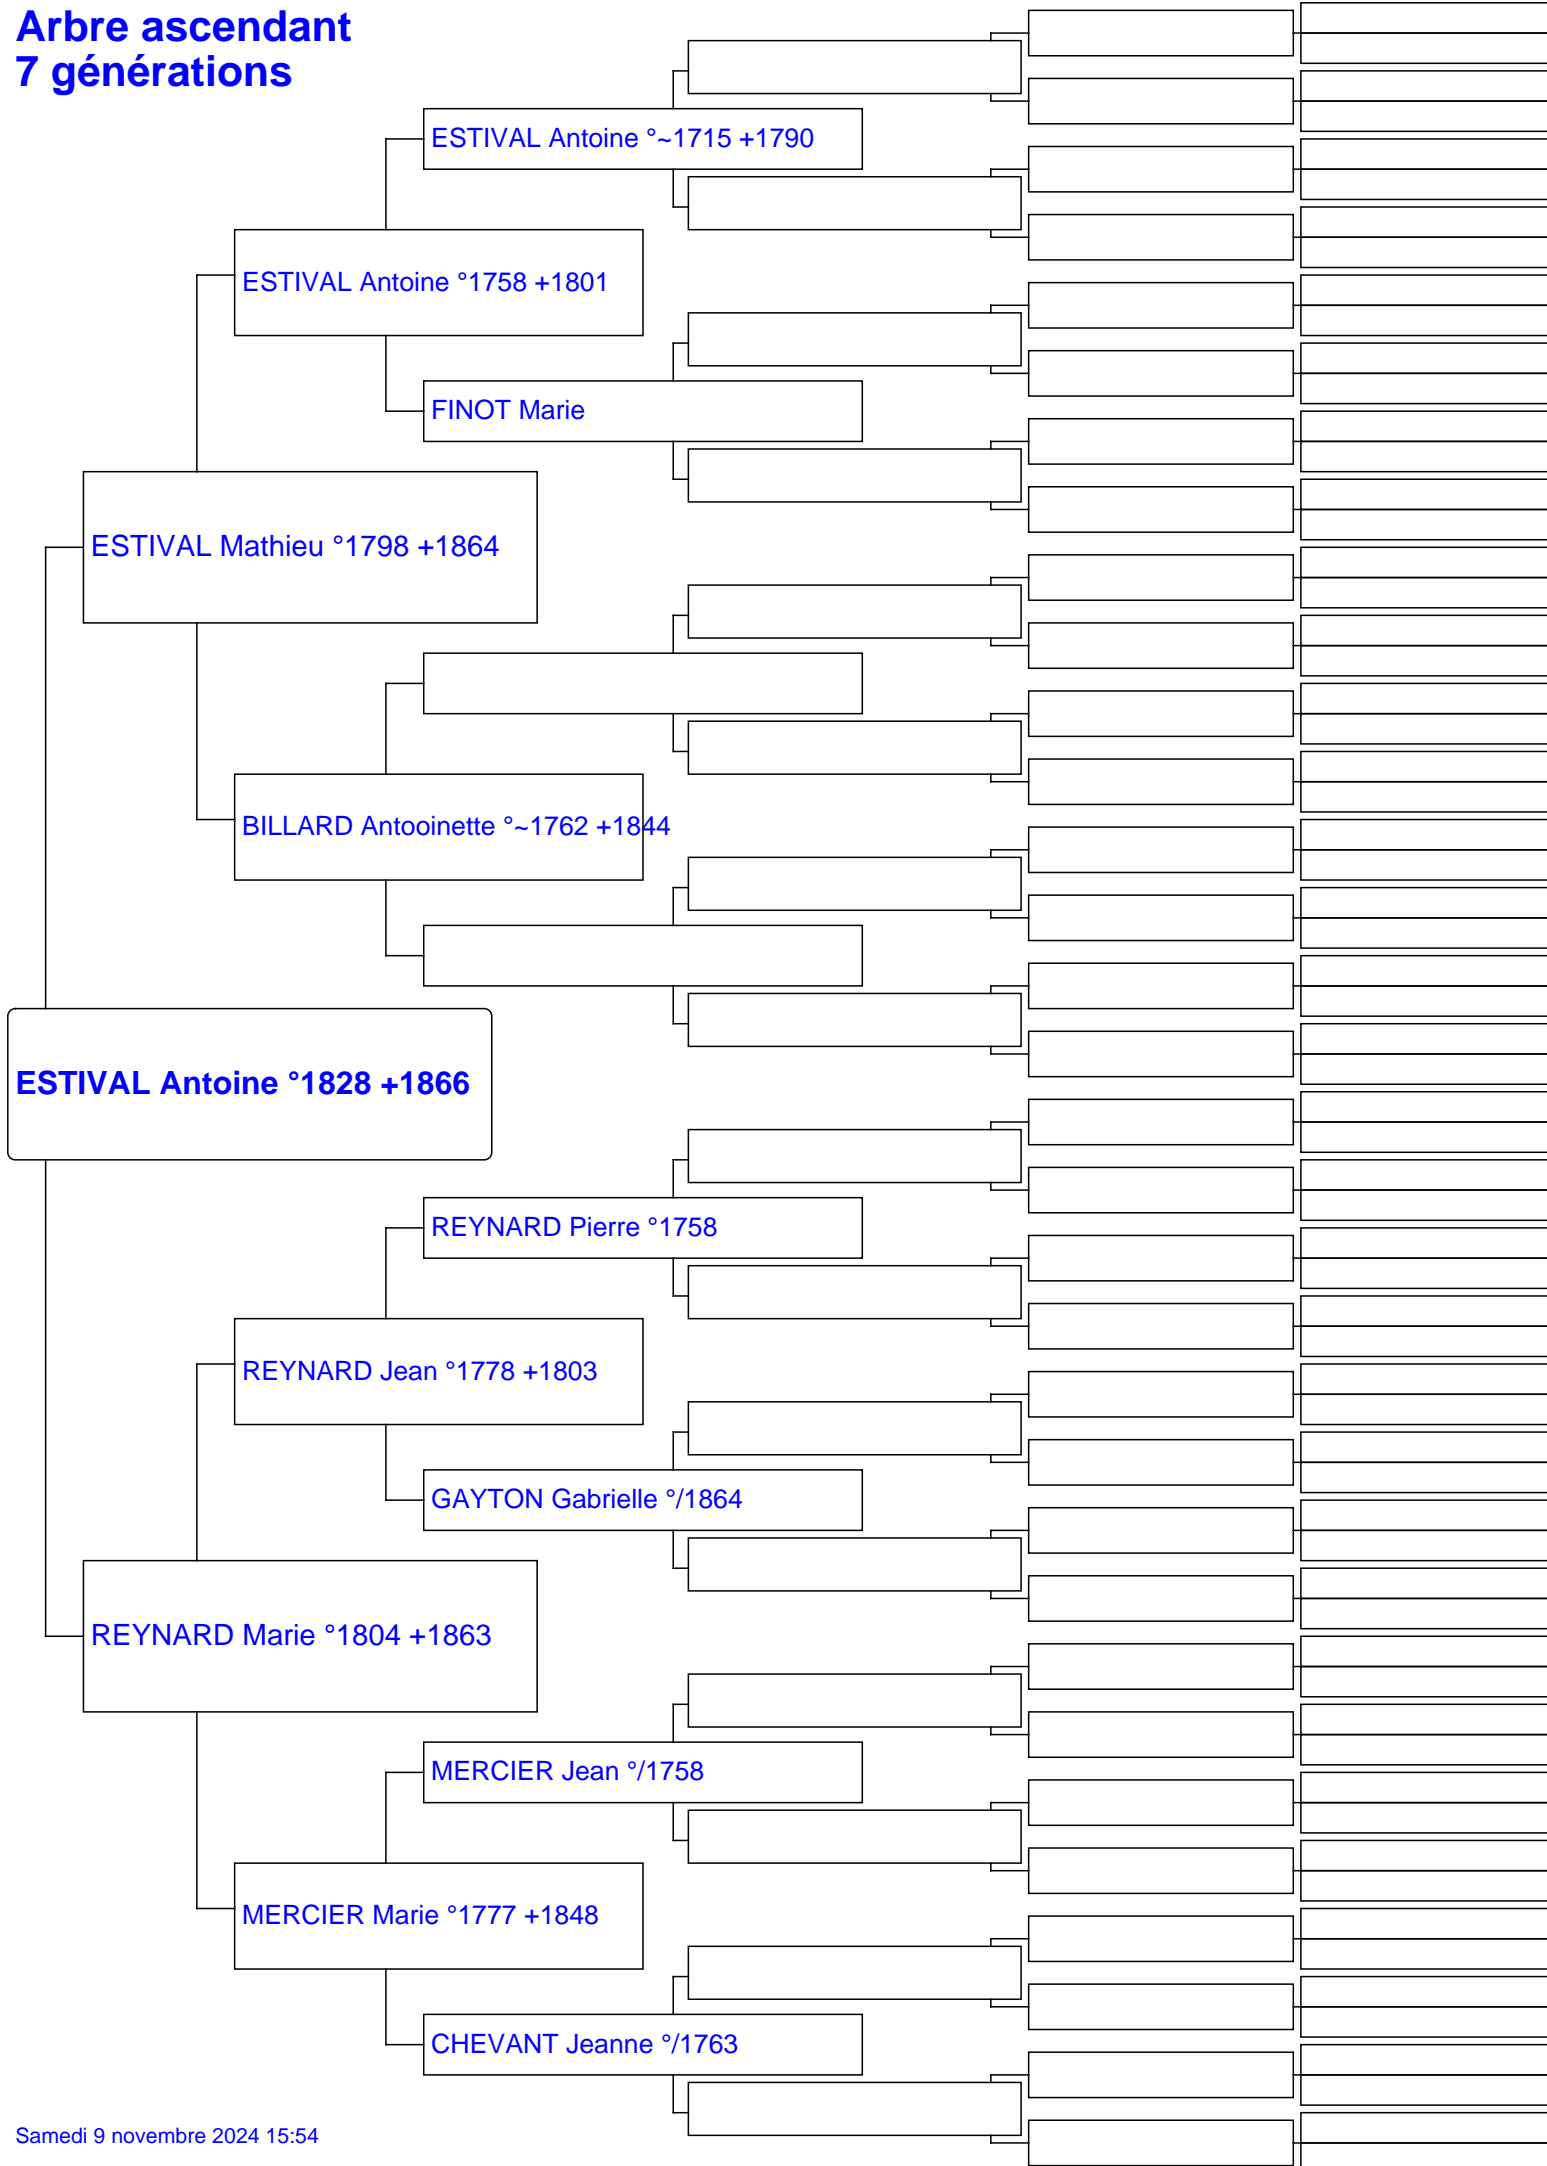 Arbre ascendant
7 générations
ESTIVAL Antoine °~1715 +1790
ESTIVAL Antoine °1758 +1801
FINOT Marie
ESTIVAL Mathieu °1798 +1864
BILLARD Antooinette °~1762 +1844
ESTIVAL Antoine °1828 +1866
REYNARD Pierre °1758
REYNARD Jean °1778 +1803
GAYTON Gabrielle °/1864
REYNARD Marie °1804 +1863
MERCIER Jean °/1758
MERCIER Marie °1777 +1848
CHEVANT Jeanne °/1763
Samedi 9 novembre 2024 15:54